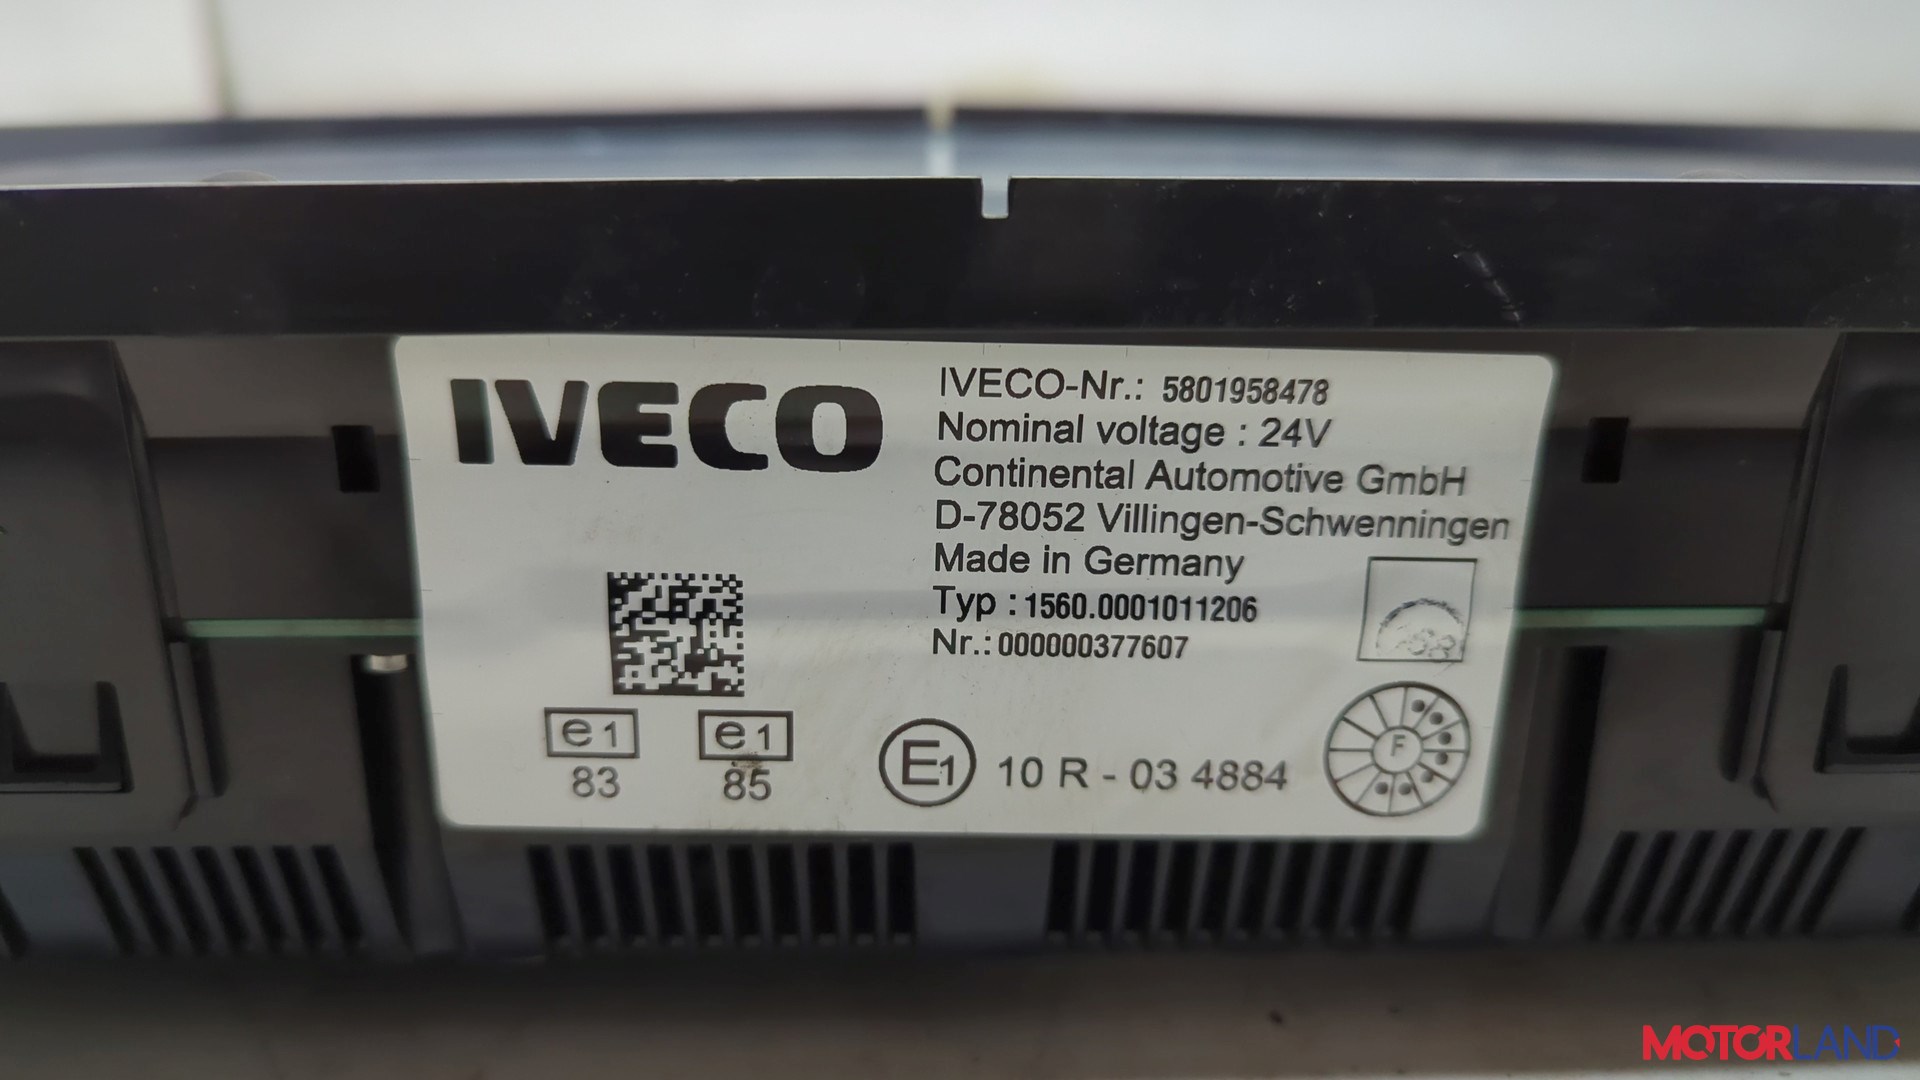 IVECO
IVECO-Nr.: 5801958478
Nominal voltage : 24V
Continental Automotive GmbH
D-78052 Villingen-Schwenningen
Made in Germany
Typ : 1560.0001011206
Nr.: 000000377607
e1
83
e1
85
E1 10 R - 03 4884
F
MOTORLAND